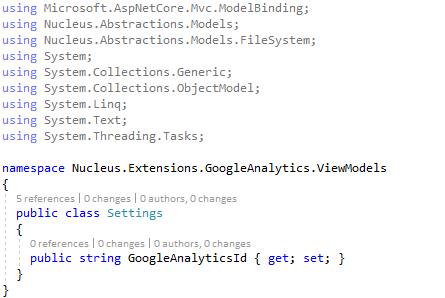 using Microsoft.AspNetCore.Mvc.ModelBinding;
using Nucleus.Abstractions.Models;
using Nucleus.Abstractions.Models.FileSystem;
using System;
using System.Collections.Generic;
using System.Collections.ObjectModel;
using System.Linq;
using System.Text;
using System.Threading.Tasks;
namespace Nucleus.Extensions.GoogleAnalytics.ViewModels
{
5 references | 0 changes | 0 authors, 0 changes
public class Settings
{
0 references | 0 changes | 0 authors, 0 changes
public string GoogleAnalyticsId { get; set; }
}
}